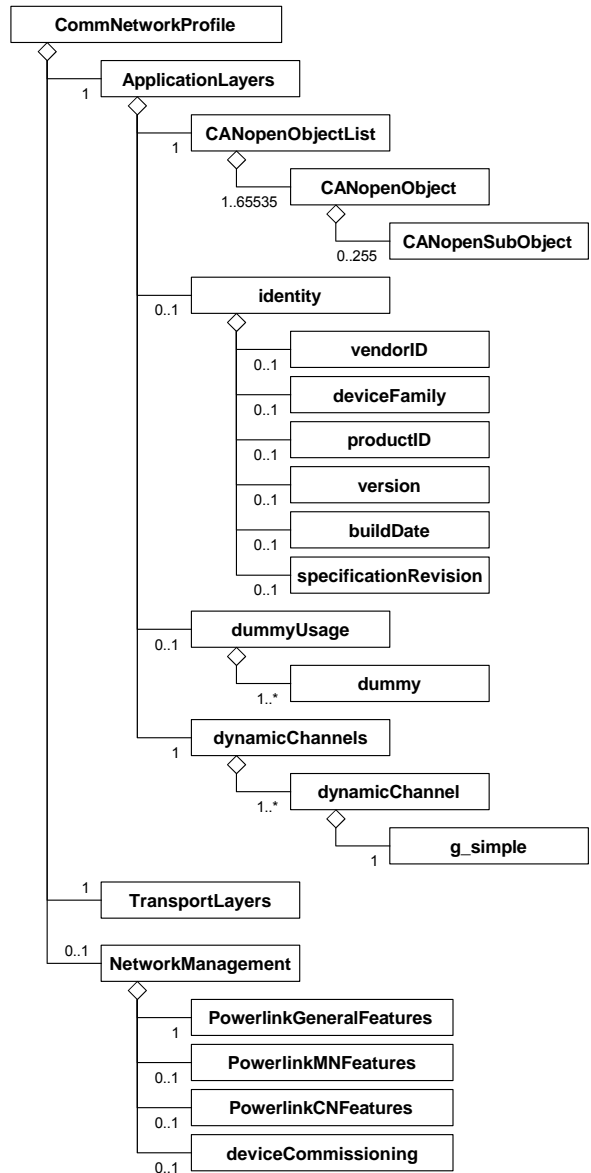 CommNetworkProfile
1
ApplicationLayers
1
CANopenObjectList
1..65535
CANopenObject
0..255
CANopenSubObject
0..1
identity
0..1
vendorID
0..1
deviceFamily
0..1
productID
0..1
version
0..1
buildDate
0..1
specificationRevision
0..1
dummyUsage
1..*
dummy
1
dynamicChannels
1..*
dynamicChannel
1
g_simple
1
TransportLayers
0..1
NetworkManagement
1
PowerlinkGeneralFeatures
0..1
PowerlinkMNFeatures
0..1
PowerlinkCNFeatures
0..1
deviceCommissioning